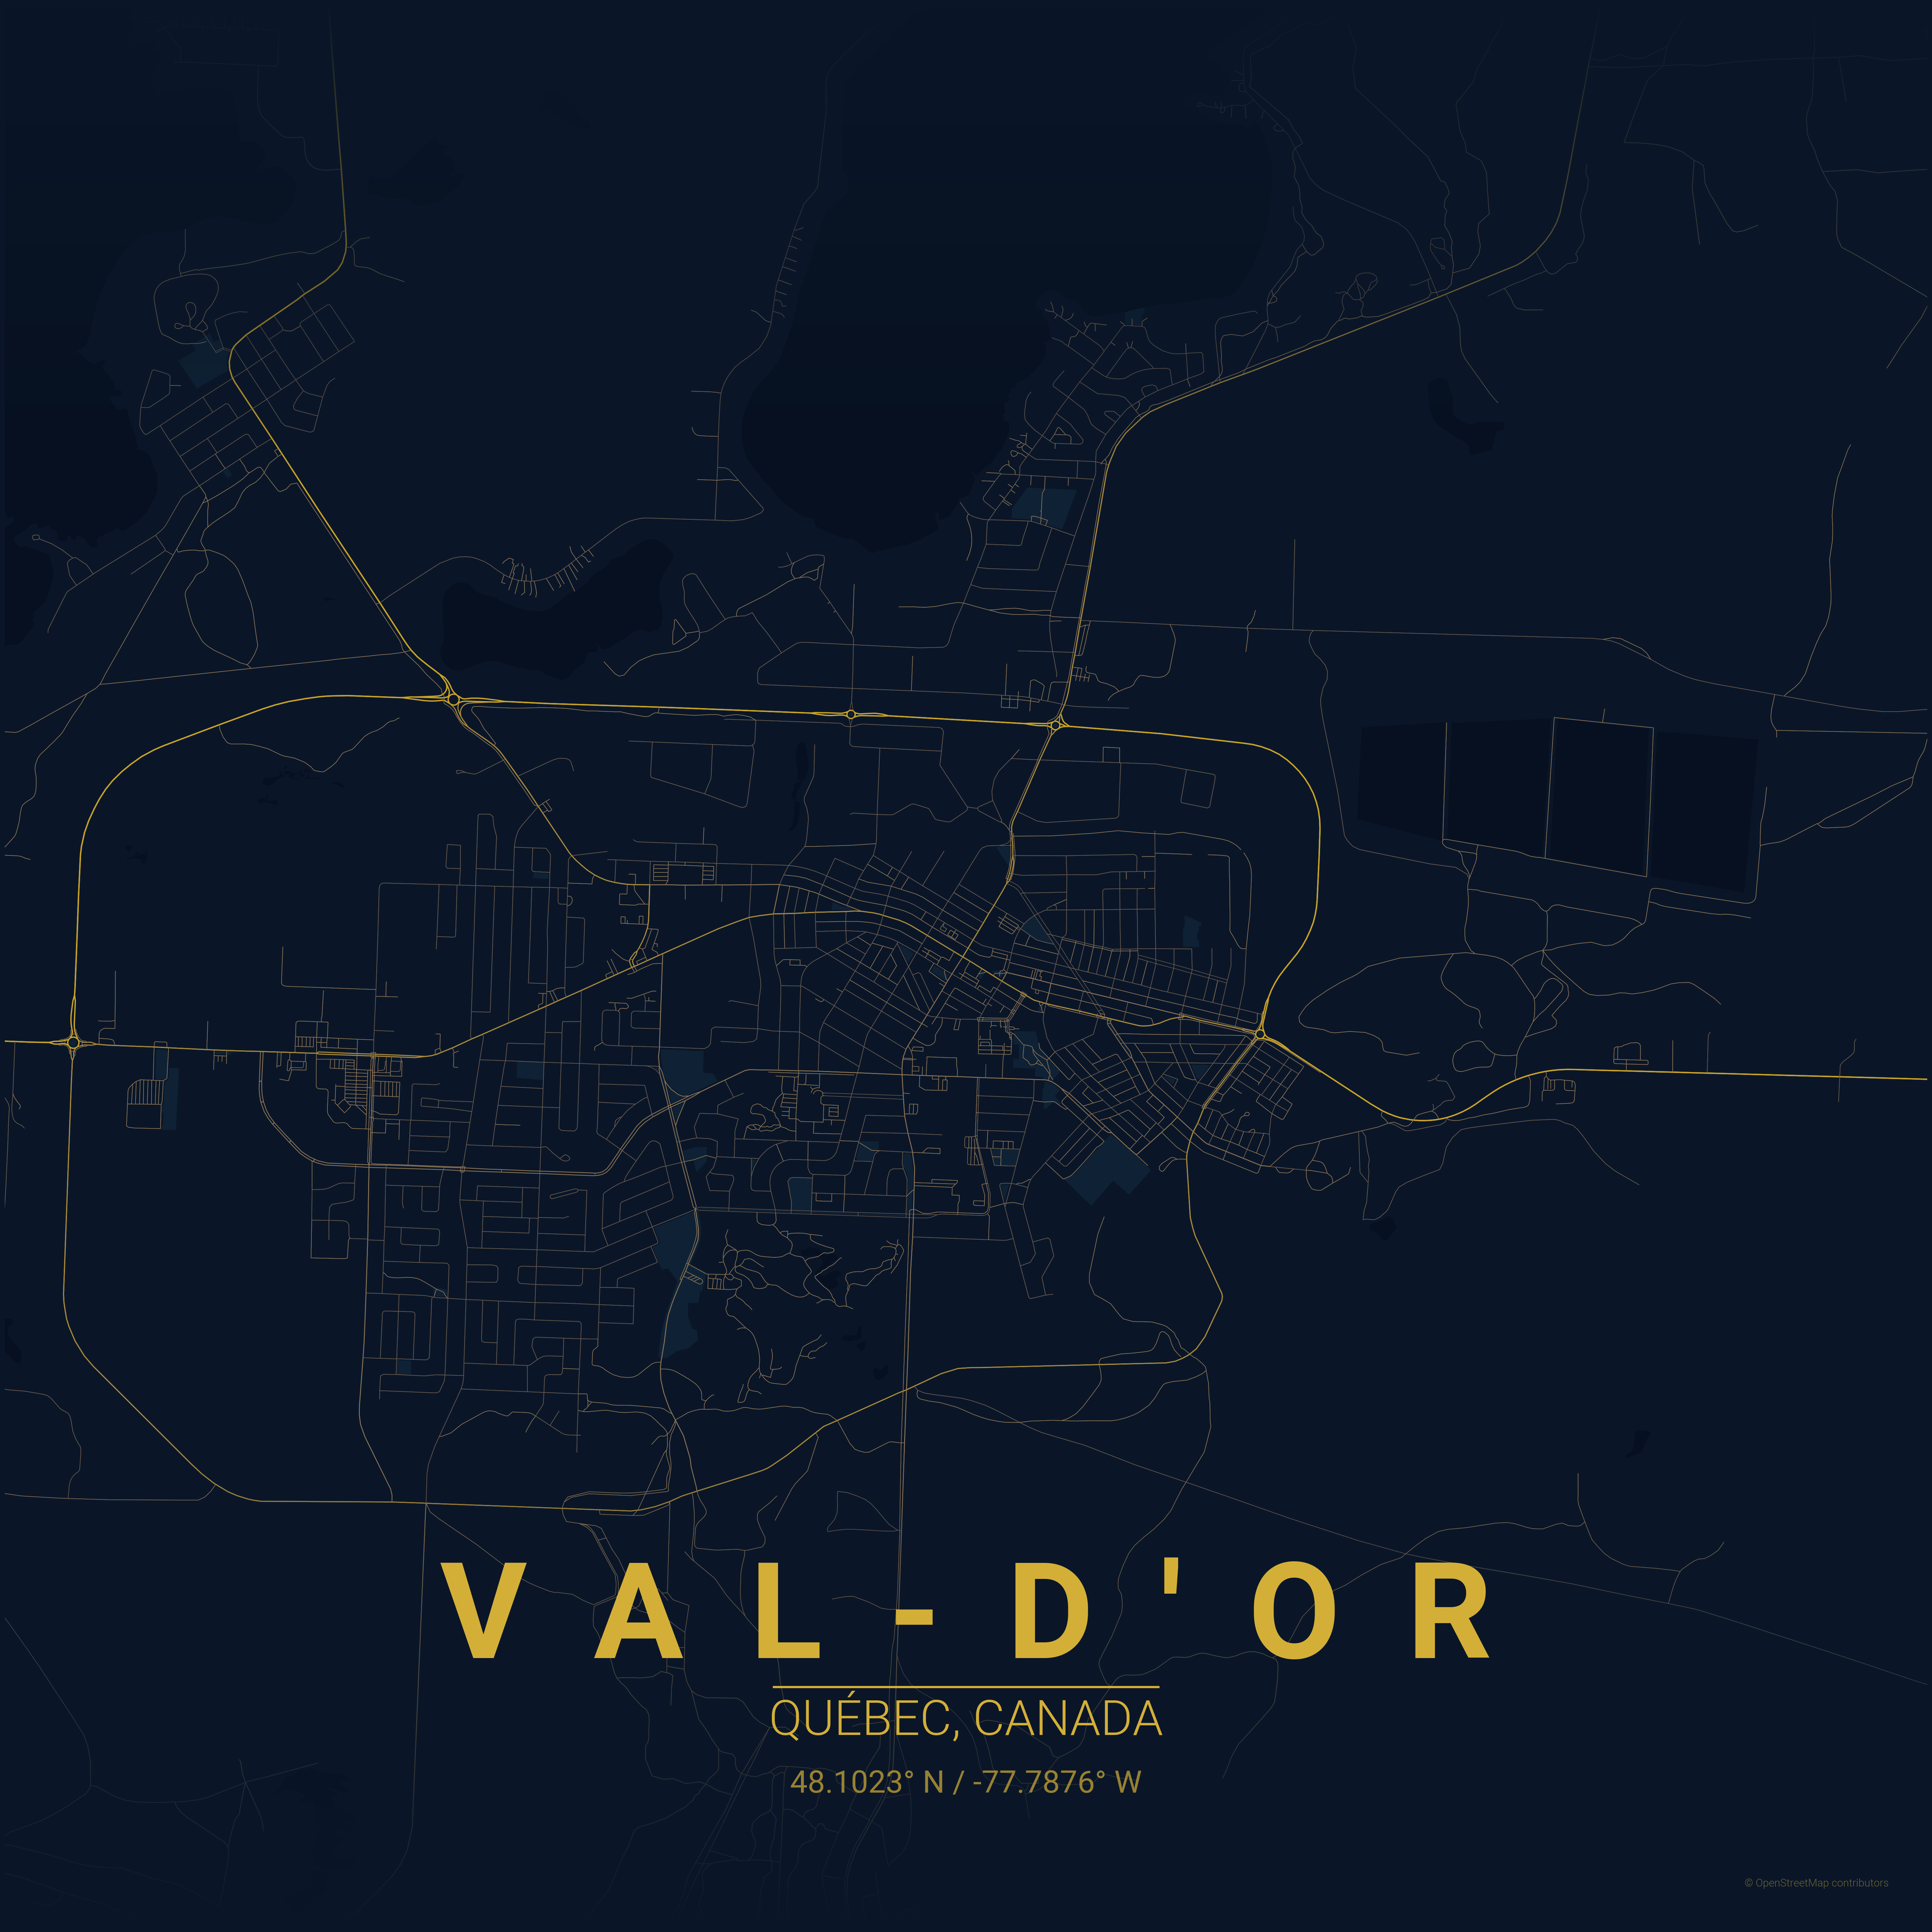 VAL-D'OR
QUÉBEC, CANADA
48.1023° N / -77.7876° W
© OpenStreetMap contributors